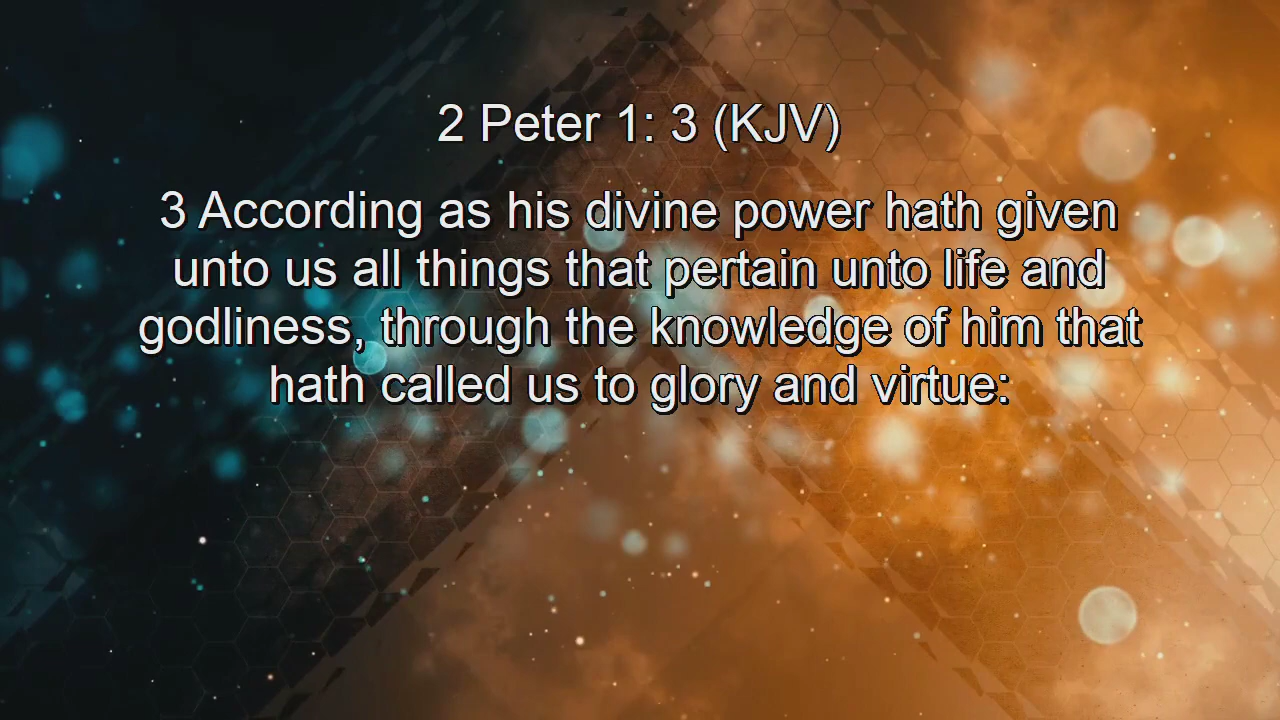 2 Peter 1: 3 (KJV)
3 According as his divine power hath given
unto us all things that pertain unto life and
godliness, through the knowledge of him that
hath called us to glory and virtue: